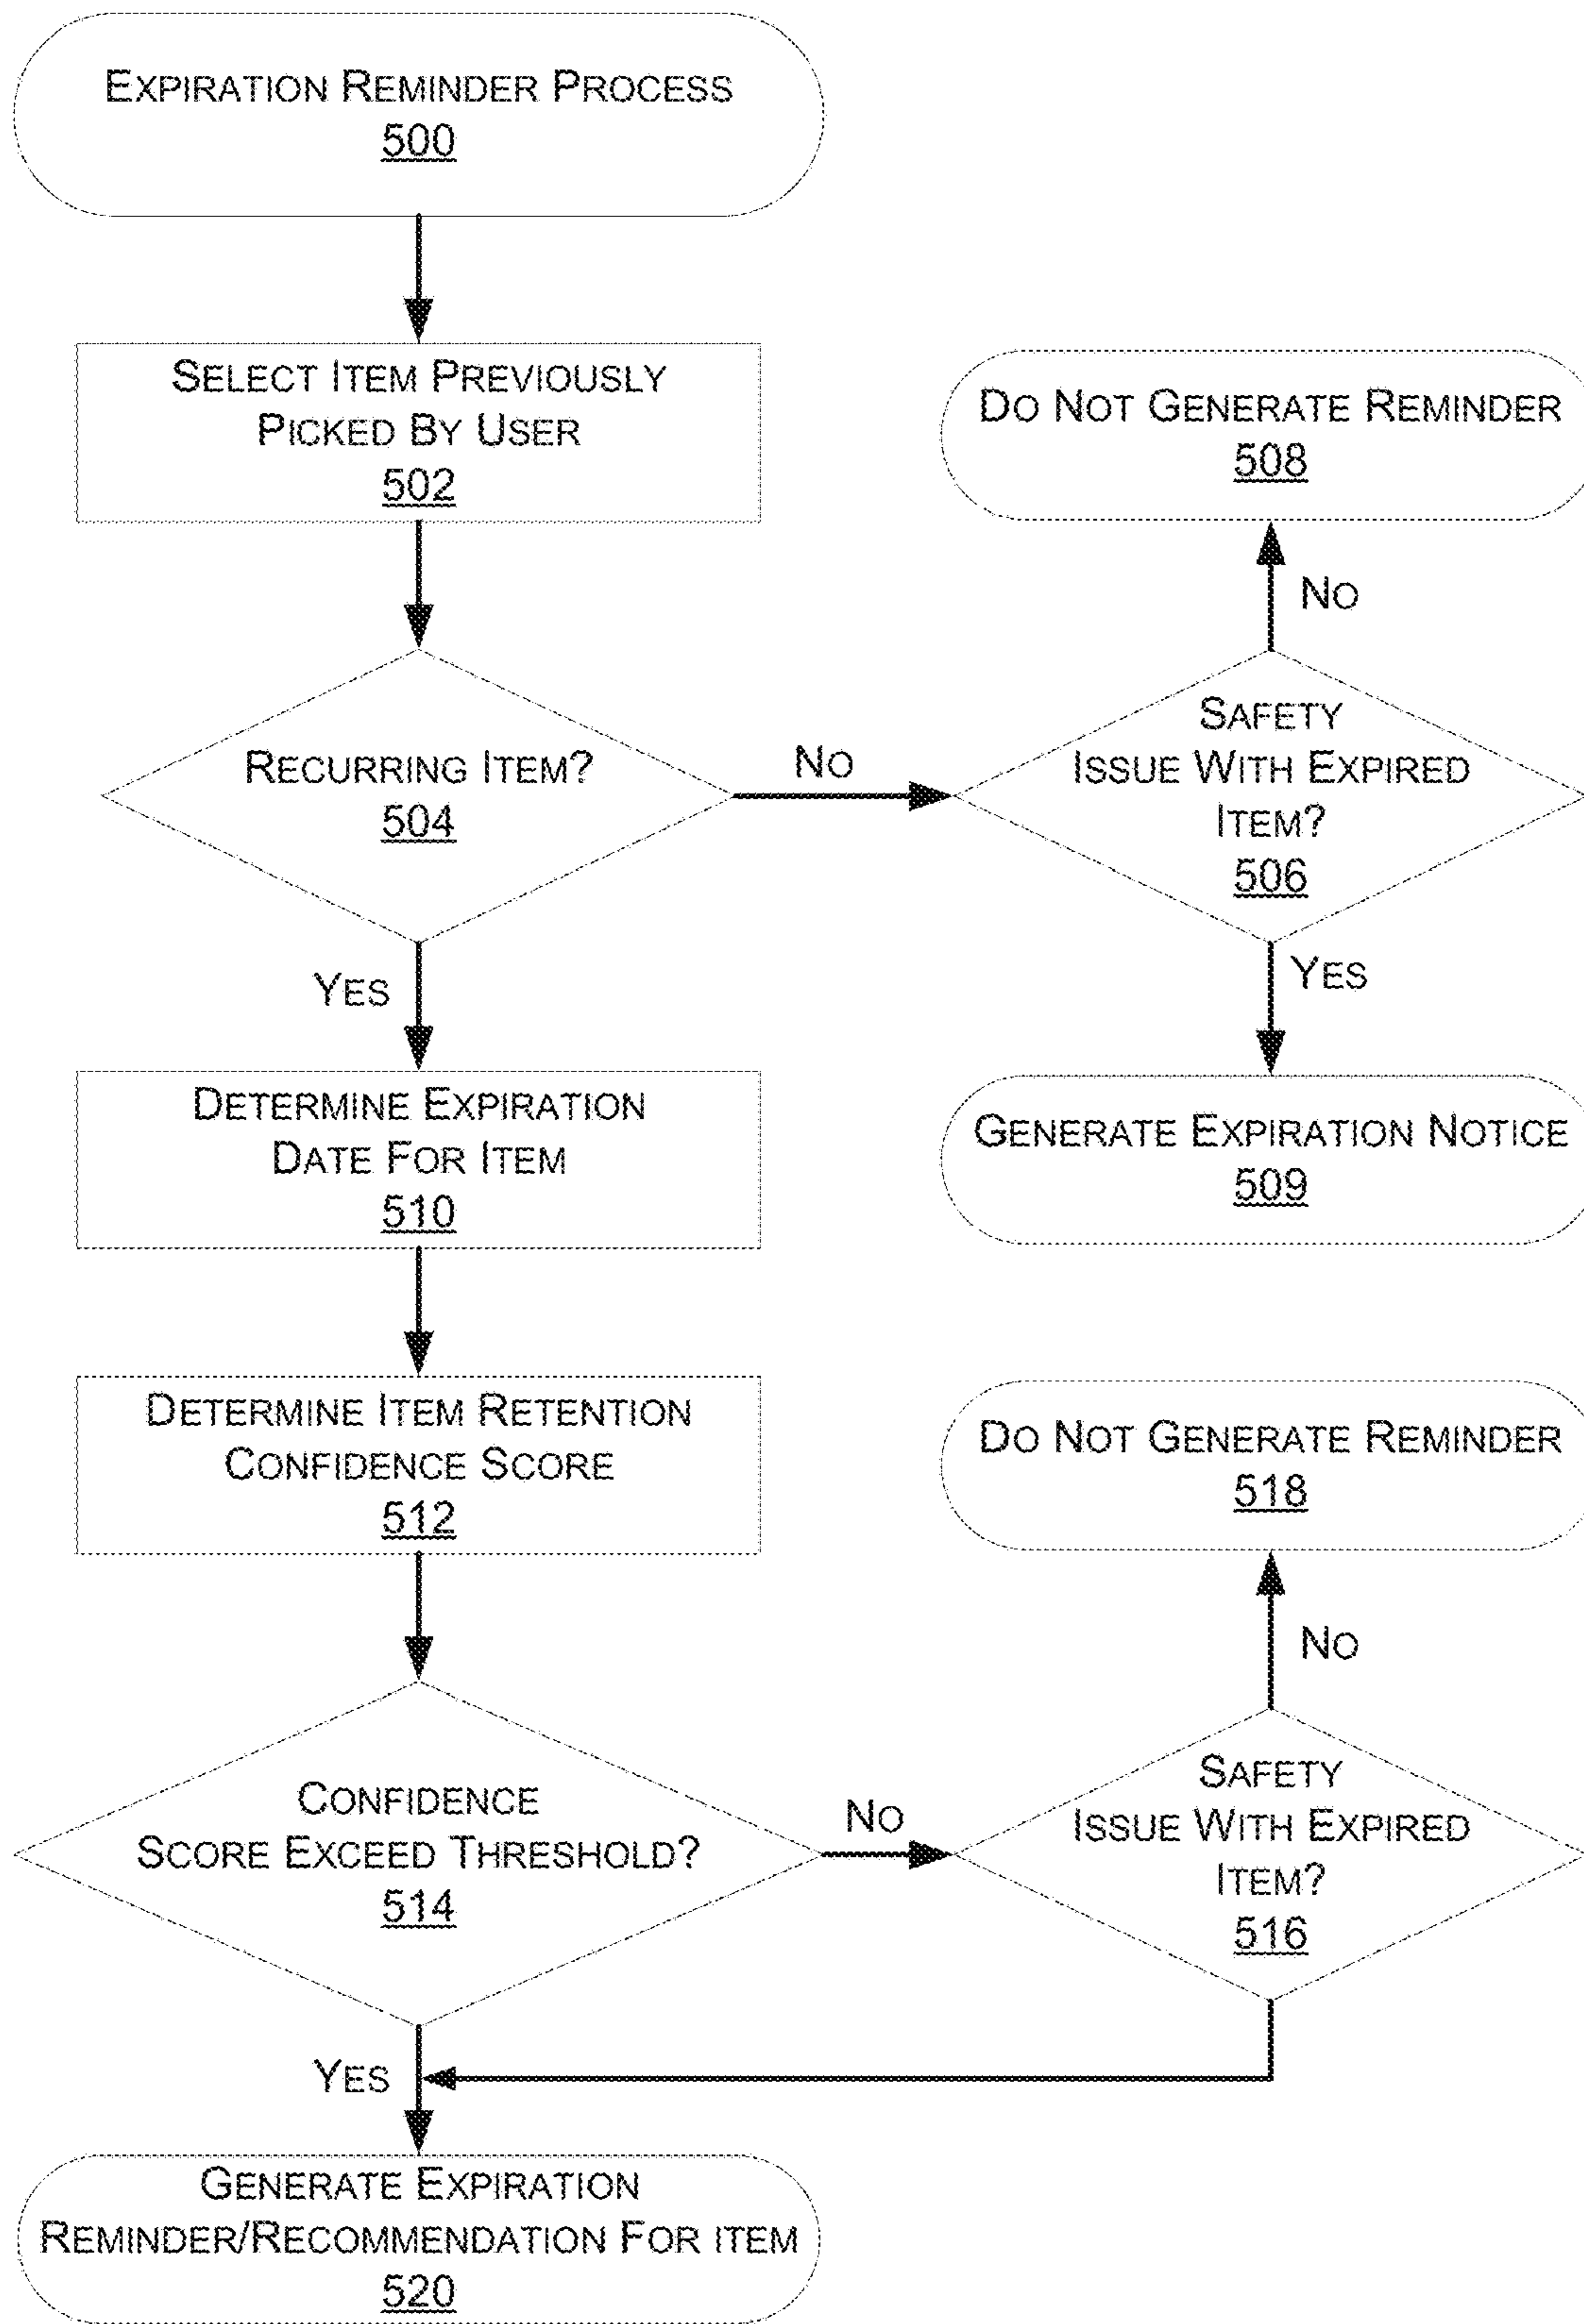 EXPIRATION REMINDER PROCESS
500
SELECT ITEM PREVIOUSLY
PICKED BY USER
502
DO NOT GENERATE REMINDER
508
NO
RECURRING ITEM?
504
NO
SAFETY
ISSUE WITH EXPIRED
ITEM?
506
YES
YES
DETERMINE EXPIRATION
DATE FOR ITEM
510
GENERATE EXPIRATION NOTICE
509
DETERMINE ITEM RETENTION
CONFIDENCE SCORE
512
DO NOT GENERATE REMINDER
518
NO
CONFIDENCE
SCORE EXCEED THRESHOLD?
514
NO
SAFETY
ISSUE WITH EXPIRED
ITEM?
516
YES
GENERATE EXPIRATION
REMINDER/RECOMMENDATION FOR ITEM
520